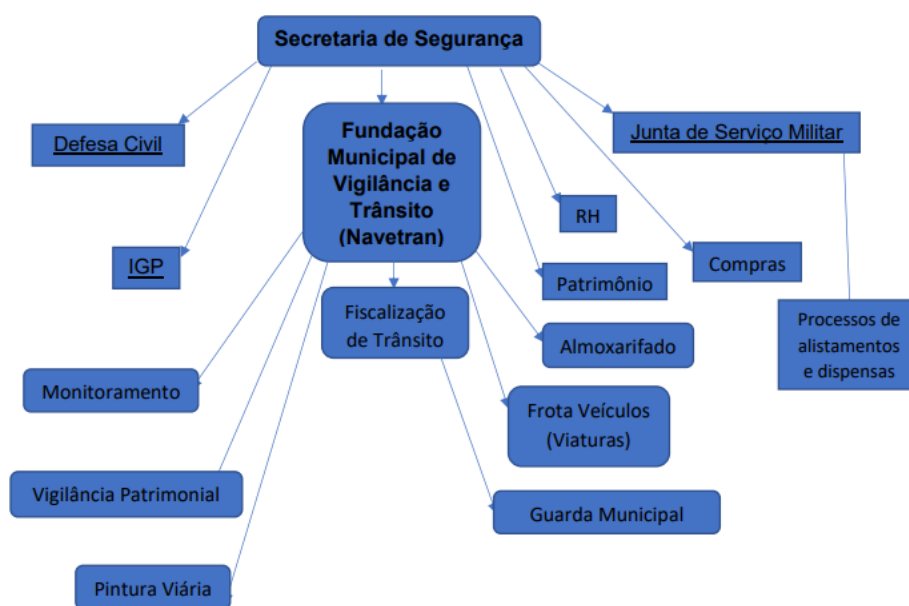 Secretaria de Segurança
Defesa Civil
Fundação
Municipal de
Vigilância e
Trânsito
(Navetran)
Junta de Serviço Militar
RH
IGP
Compras
Patrimônio
Fiscalização
de Trânsito
Processos de
alistamentos
e dispensas
Almoxarifado
Monitoramento
Frota Veículos
(Viaturas)
Vigilância Patrimonial
Guarda Municipal
Pintura Viária